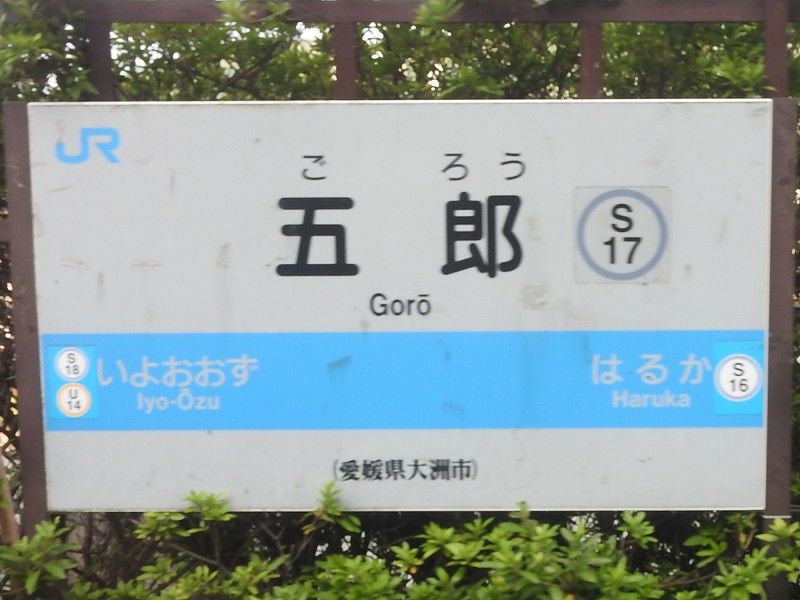 JR
ごろう
五郎
S
17
Gorō
S
18
U
14
いよおおず
Iyo-Ōzu
はるか
Haruka
S
16
(愛媛県大洲市)